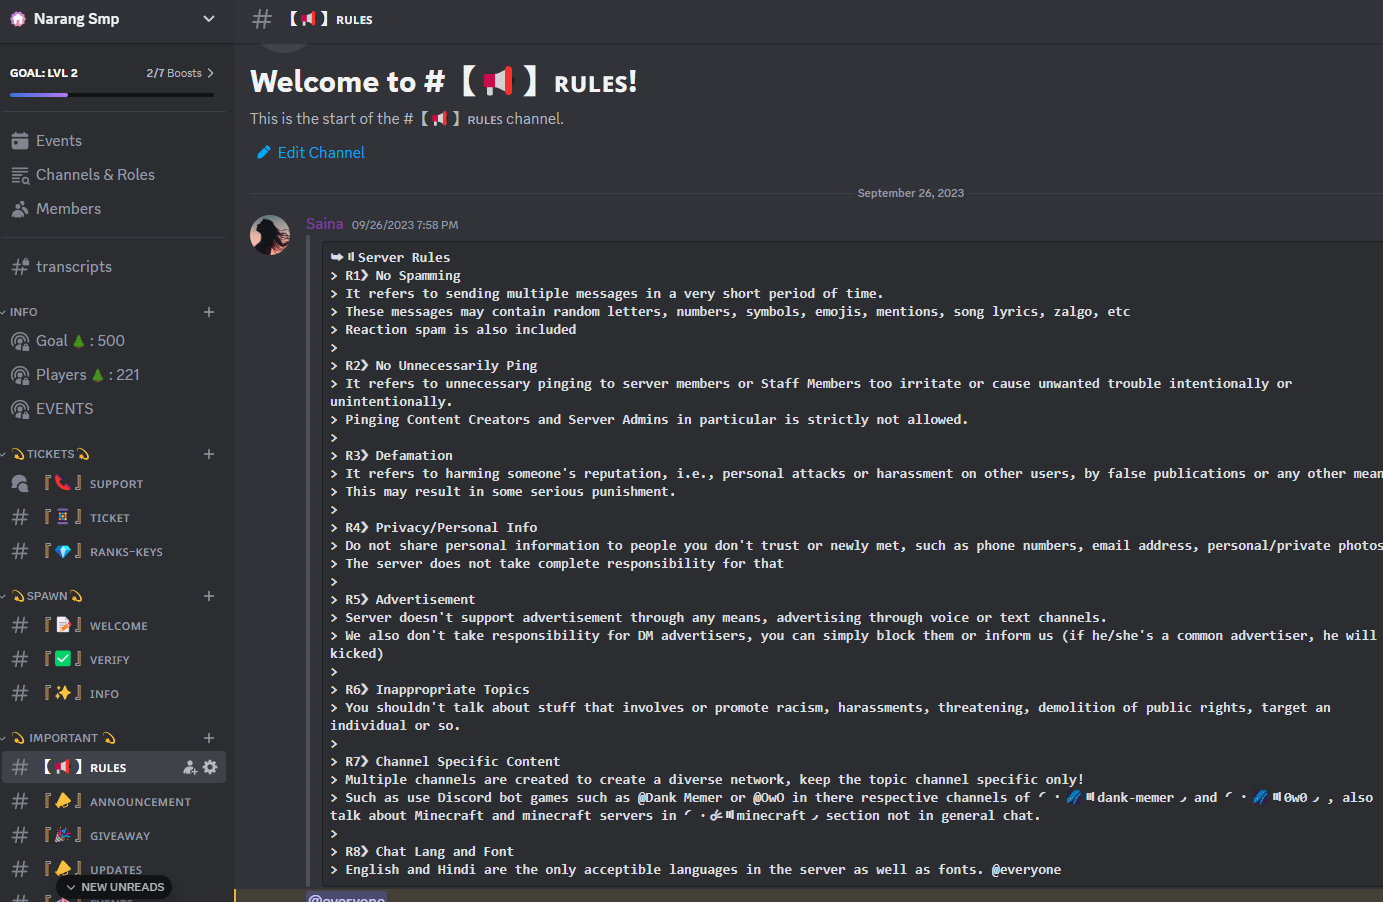 Narang Smp
GOAL: LVL 2
2/7 Boosts
Events
Channels & Roles
Members
transcripts
INFO
Goal🌲: 500
Players🌲: 221
EVENTS
💫TICKETS💫
『📞』SUPPORT
『🎰』TICKET
『💎』RANKS-KEYS
💫SPAWN💫
『📝』WELCOME
『✅』VERIFY
『✨』INFO
💫 IMPORTANT 💫
【📢】RULES
『📣』ANNOUNCEMENT
『🎉』GIVEAWAY
『📣』UPDATES
NEW UNREADS
# 【📢】RULES
Welcome to #【📢】RULES!
This is the start of the #【📢】RULES channel.
Edit Channel
September 26, 2023
Saina 09/26/2023 7:58 PM
Server Rules
> R1》 No Spamming
> It refers to sending multiple messages in a very short period of time.
> These messages may contain random letters, numbers, symbols, emojis, mentions, song lyrics, zalgo, etc
> Reaction spam is also included
>
> R2》 No Unnecessarily Ping
> It refers to unnecessary pinging to server members or Staff Members too irritate or cause unwanted trouble intentionally or
unintentionally.
> Pinging Content Creators and Server Admins in particular is strictly not allowed.
>
> R3》 Defamation
> It refers to harming someone's reputation, i.e., personal attacks or harassment on other users, by false publications or any other mean
> This may result in some serious punishment.
>
> R4》 Privacy/Personal Info
> Do not share personal information to people you don't trust or newly met, such as phone numbers, email address, personal/private photos
> The server does not take complete responsibility for that
>
> R5》 Advertisement
> Server doesn't support advertisement through any means, advertising through voice or text channels.
> We also don't take responsibility for DM advertisers, you can simply block them or inform us (if he/she's a common advertiser, he will
kicked)
>
> R6》 Inappropriate Topics
> You shouldn't talk about stuff that involves or promote racism, harassments, threatening, demolition of public rights, target an
individual or so.
>
> R7》 Channel Specific Content
> Multiple channels are created to create a diverse network, keep the topic channel specific only!
> Such as use Discord bot games such as @Dank Memer or @OwO in there respective channels of dank-memer and 0w0 , also
talk about Minecraft and minecraft servers in minecraft section not in general chat.
>
> R8》 Chat Lang and Font
> English and Hindi are the only acceptible languages in the server as well as fonts. @everyone
@everyone